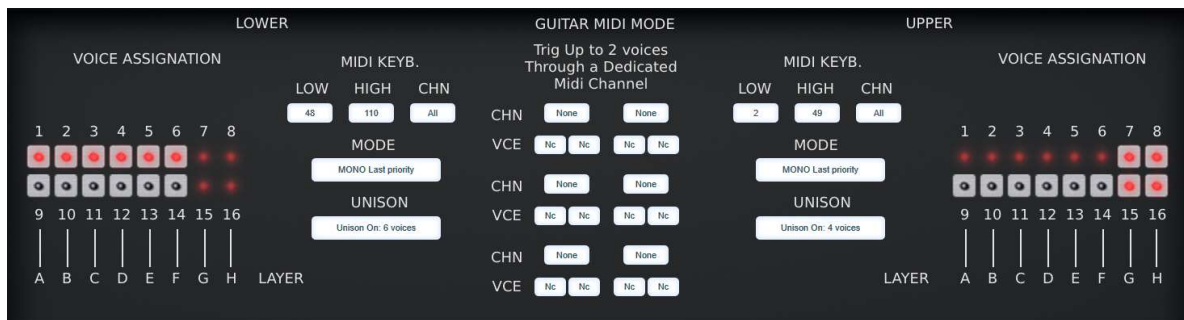 LOWER
GUITAR MIDI MODE
UPPER
VOICE ASSIGNATION
MIDI KEYB.
LOW HIGH CHN
48 110 All
MODE
MONO Last priority
UNISON
Unison On: 6 voices
1 2 3 4 5 6 7 8
9 10 11 12 13 14 15 16
A B C D E F G H LAYER
Trig Up to 2 voices
Through a Dedicated
Midi Channel
CHN None None
VCE Nc Nc Nc Nc
CHN None None
VCE Nc Nc Nc Nc
CHN None None
VCE Nc Nc Nc Nc
MIDI KEYB.
LOW HIGH CHN
2 49 All
MODE
MONO Last priority
UNISON
Unison On: 4 voices
VOICE ASSIGNATION
1 2 3 4 5 6 7 8
9 10 11 12 13 14 15 16
LAYER A B C D E F G H